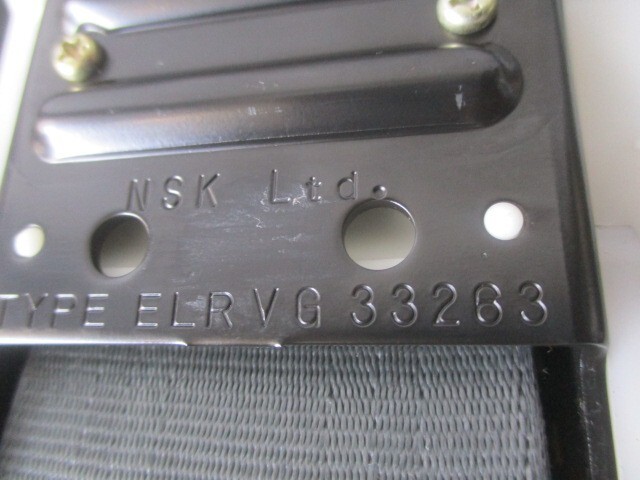 NSK Ltd.
TYPE ELR VG 33263